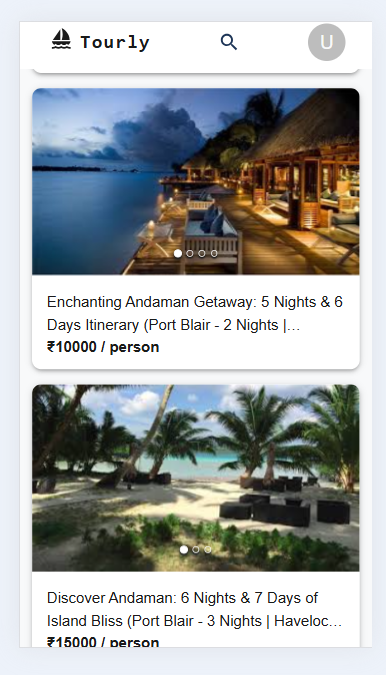 Tourly
U
Enchanting Andaman Getaway: 5 Nights & 6
Days Itinerary (Port Blair - 2 Nights |...
₹10000 / person
Discover Andaman: 6 Nights & 7 Days of
Island Bliss (Port Blair - 3 Nights | Haveloc...
₹15000 / person